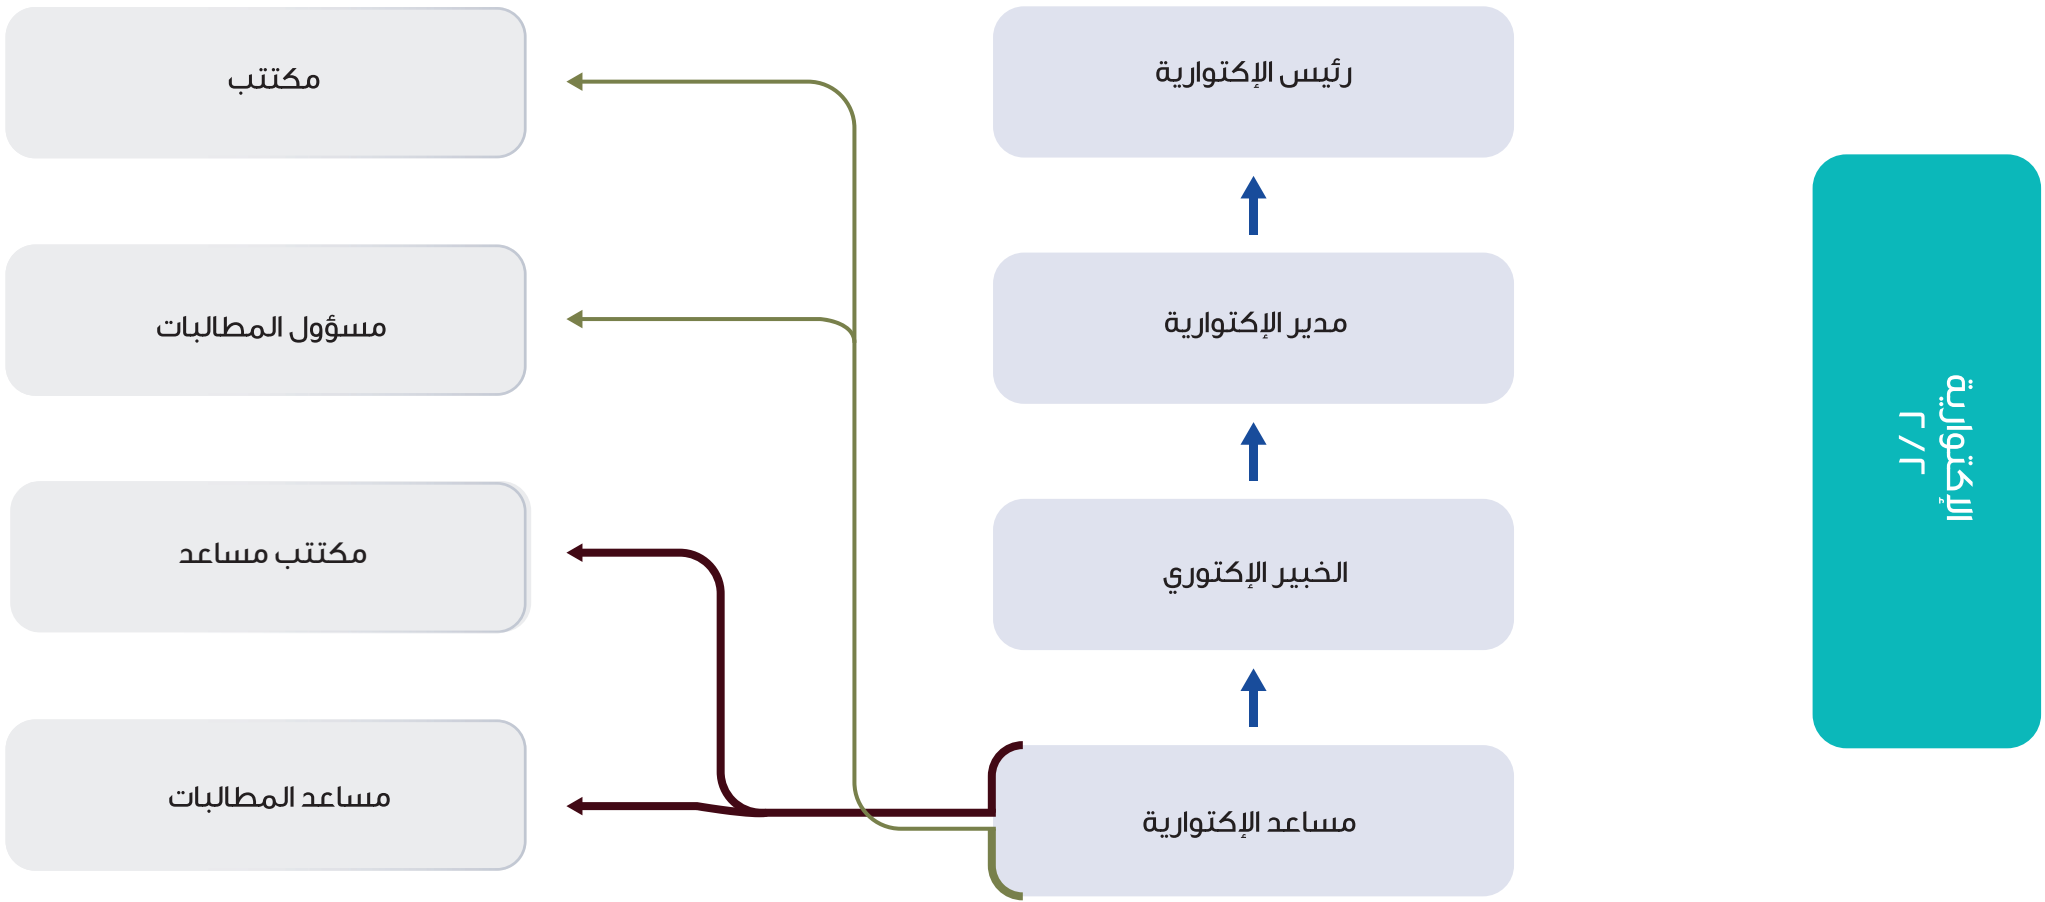 الإكتوارية
٢ / ٢
رئيس الإكتوارية
مدير الإكتوارية
الخبير الإكتوري
مساعد الإكتوارية
مكتتب
مسؤول المطالبات
مكتتب مساعد
مساعد المطالبات